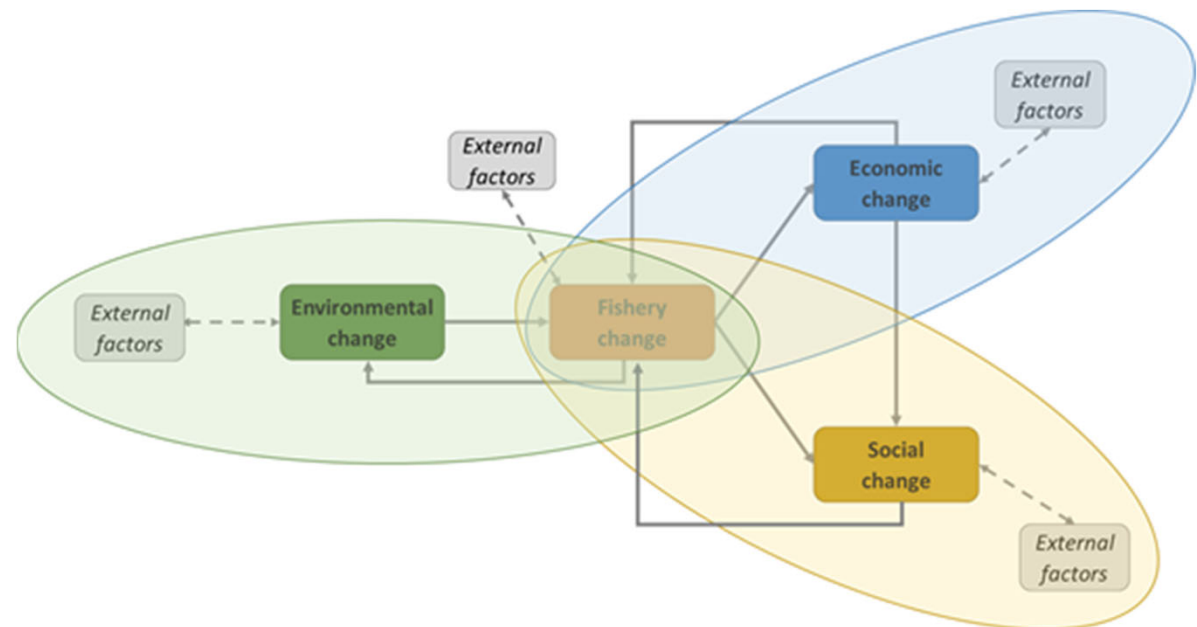 External
factors
Economic
change
External
factors
External
factors
Environmental
change
Fishery
change
Social
change
External
factors